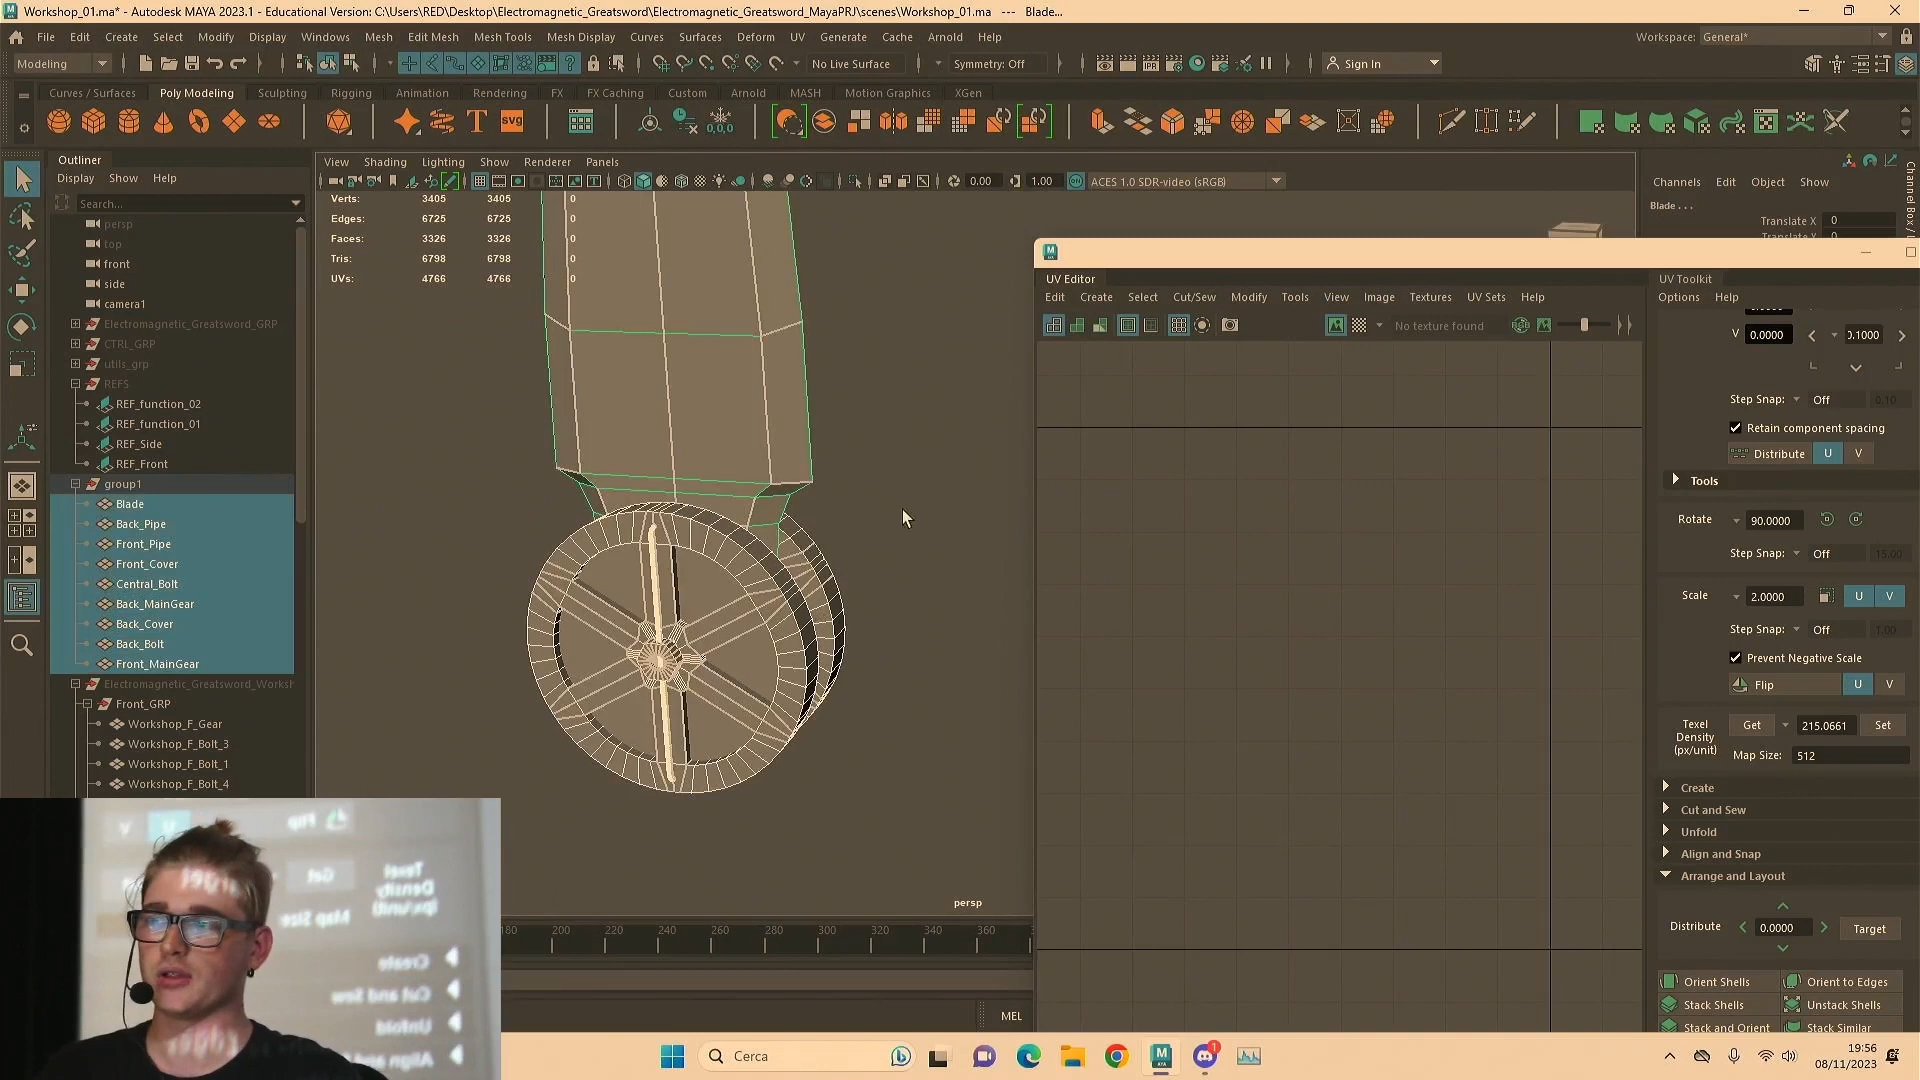 Workshop_01.ma* - Autodesk MAYA 2023.1 - Educational Version: C:\Users\RED\Desktop\Electromagnetic_Greatsword\Electromagnetic_Greatsword_MayaPRJ\scenes\Workshop_01.ma --- Blade...
File Edit Create Select Modify Display Windows Mesh Edit Mesh Mesh Tools Mesh Display Curves Surfaces Deform UV Generate Cache Arnold Help
Workspace: General*
Modeling No Live Surface Symmetry: Off Sign In
Curves / Surfaces Poly Modeling Sculpting Rigging Animation Rendering FX FX Caching Custom Arnold MASH Motion Graphics XGen
Outliner
Display Show Help
Search...
persp
top
front
side
camera1
Electromagnetic_Greatsword_GRP
CTRL_GRP
utils_grp
REFS
REF_function_02
REF_function_01
REF_Side
REF_Front
group1
Blade
Back_Pipe
Front_Pipe
Front_Cover
Central_Bolt
Back_MainGear
Back_Cover
Back_Bolt
Front_MainGear
Electromagnetic_Greatsword_Worksh
Front_GRP
Workshop_F_Gear
Workshop_F_Bolt_3
Workshop_F_Bolt_1
Workshop_F_Bolt_4
View Shading Lighting Show Renderer Panels
0.00 1.00 ACES 1.0 SDR-video (sRGB)
Verts: 3405 3405 0
Edges: 6725 6725 0
Faces: 3326 3326 0
Tris: 6798 6798 0
UVs: 4766 4766 0
persp
180 200 220 240 260 280 300 320 340 360
MEL
Channels Edit Object Show
Blade . . .
Translate X 0
UV Editor
Edit Create Select Cut/Sew Modify Tools View Image Textures UV Sets Help
No texture found
UV Toolkit
Options Help
V 0.0000
Step Snap: Off 0.10
Retain component spacing
Distribute U V
Tools
Rotate 90.0000
Step Snap: Off 15.00
Scale 2.0000 U V
Step Snap: Off 1.00
Prevent Negative Scale
Flip U V
Texel Density (px/unit) Get 215.0661 Set
Map Size: 512
Create
Cut and Sew
Unfold
Align and Snap
Arrange and Layout
Distribute 0.0000 Target
Orient Shells Orient to Edges
Stack Shells Unstack Shells
Stack and Orient Stack Similar
Cerca
1
19:56
08/11/2023